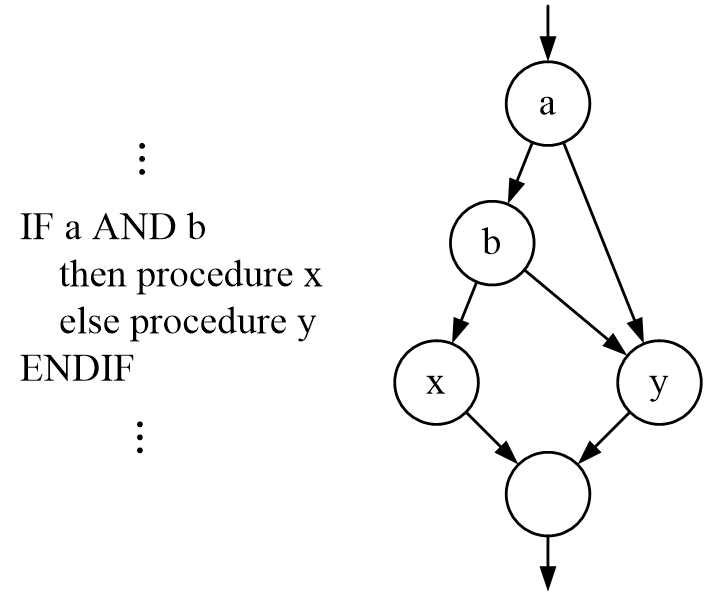 ⋮
IF a AND b
then procedure x
else procedure y
ENDIF
⋮
a
b
x
y